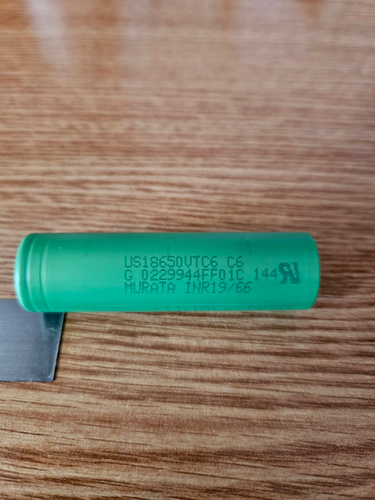 US18650VTC6 C6
G 0229944FF01C 144
MURATA INR19/66